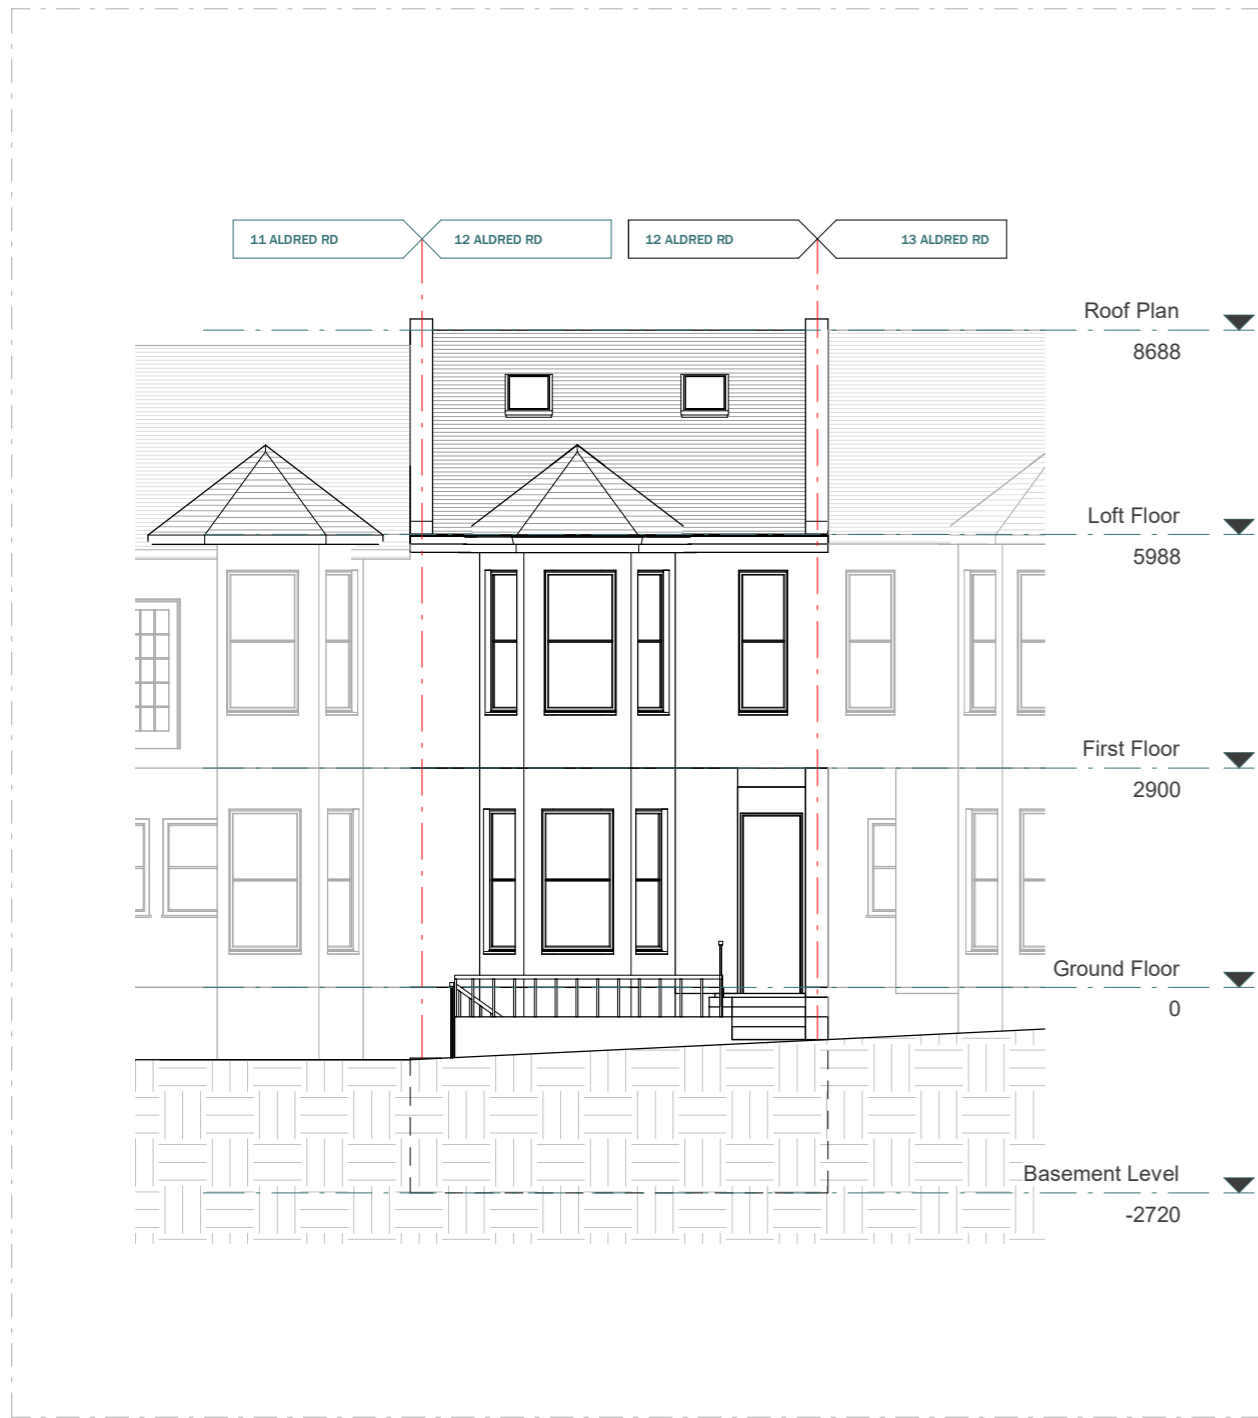 11 ALDRED RD
12 ALDRED RD
12 ALDRED RD
13 ALDRED RD
Roof Plan
8688
Loft Floor
5988
First Floor
2900
Ground Floor
0
Basement Level
-2720